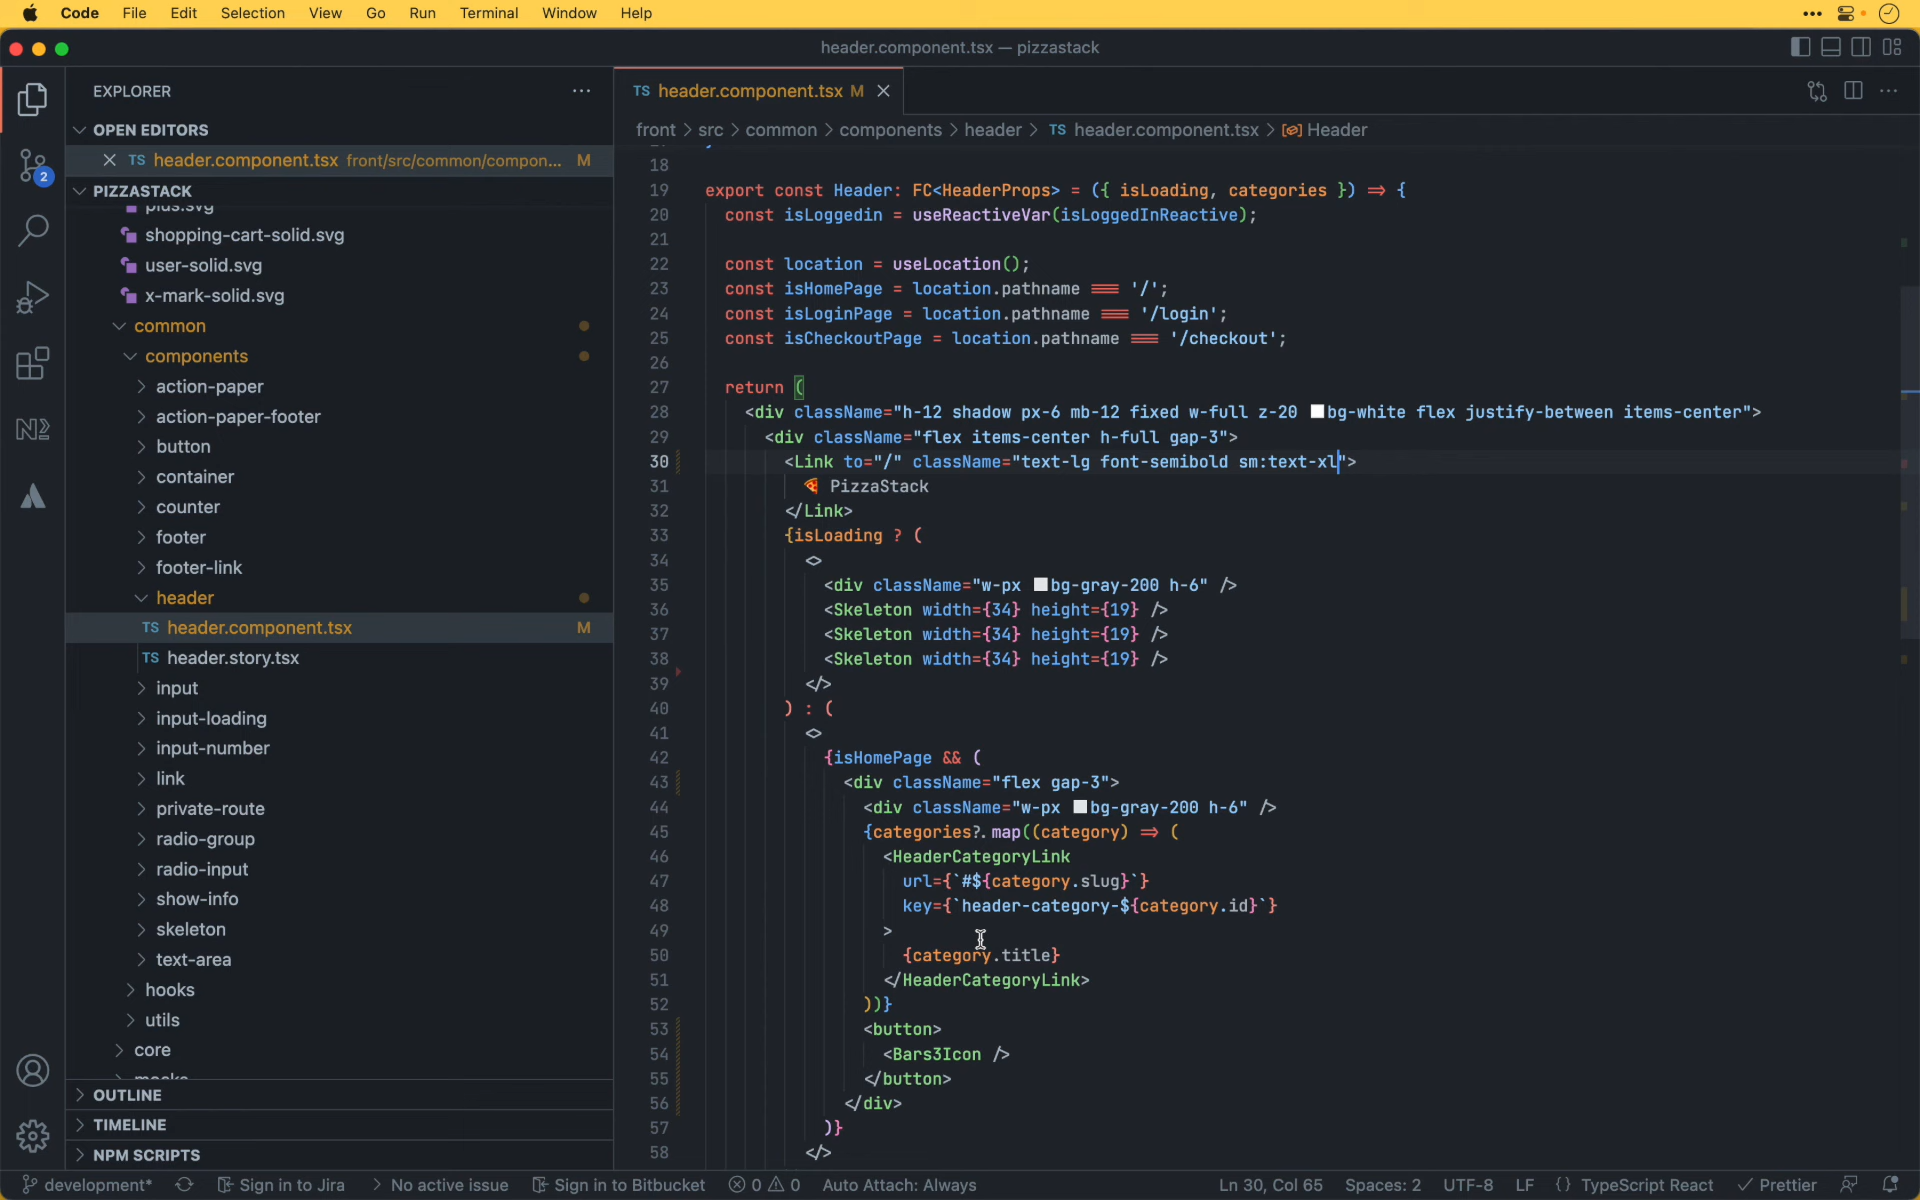 Code File Edit Selection View Go Run Terminal Window Help
header.component.tsx — pizzastack
EXPLORER
OPEN EDITORS
TS header.component.tsx front/src/common/compon... M
PIZZASTACK
plus.svg
shopping-cart-solid.svg
user-solid.svg
x-mark-solid.svg
common
components
action-paper
action-paper-footer
button
container
counter
footer
footer-link
header
TS header.component.tsx M
TS header.story.tsx
input
input-loading
input-number
link
private-route
radio-group
radio-input
show-info
skeleton
text-area
hooks
utils
core
mocks
OUTLINE
TIMELINE
NPM SCRIPTS
2
TS header.component.tsx M
front > src > common > components > header > TS header.component.tsx > Header
18
19 export const Header: FC<HeaderProps> = ({ isLoading, categories }) => {
20 const isLoggedin = useReactiveVar(isLoggedInReactive);
21
22 const location = useLocation();
23 const isHomePage = location.pathname === '/';
24 const isLoginPage = location.pathname === '/login';
25 const isCheckoutPage = location.pathname === '/checkout';
26
27 return (
28 <div className="h-12 shadow px-6 mb-12 fixed w-full z-20 bg-white flex justify-between items-center">
29 <div className="flex items-center h-full gap-3">
30 <Link to="/" className="text-lg font-semibold sm:text-xl">
31 🍕 PizzaStack
32 </Link>
33 {isLoading ? (
34 <>
35 <div className="w-px bg-gray-200 h-6" />
36 <Skeleton width={34} height={19} />
37 <Skeleton width={34} height={19} />
38 <Skeleton width={34} height={19} />
39 </>
40 ) : (
41 <>
42 {isHomePage && (
43 <div className="flex gap-3">
44 <div className="w-px bg-gray-200 h-6" />
45 {categories?.map((category) => (
46 <HeaderCategoryLink
47 url={`#${category.slug}`}
48 key={`header-category-${category.id}`}
49 >
50 {category.title}
51 </HeaderCategoryLink>
52 ))}
53 <button>
54 <Bars3Icon />
55 </button>
56 </div>
57 )}
58 </>
development* Sign in to Jira No active issue Sign in to Bitbucket 0 0 Auto Attach: Always Ln 30, Col 65 Spaces: 2 UTF-8 LF {} TypeScript React Prettier